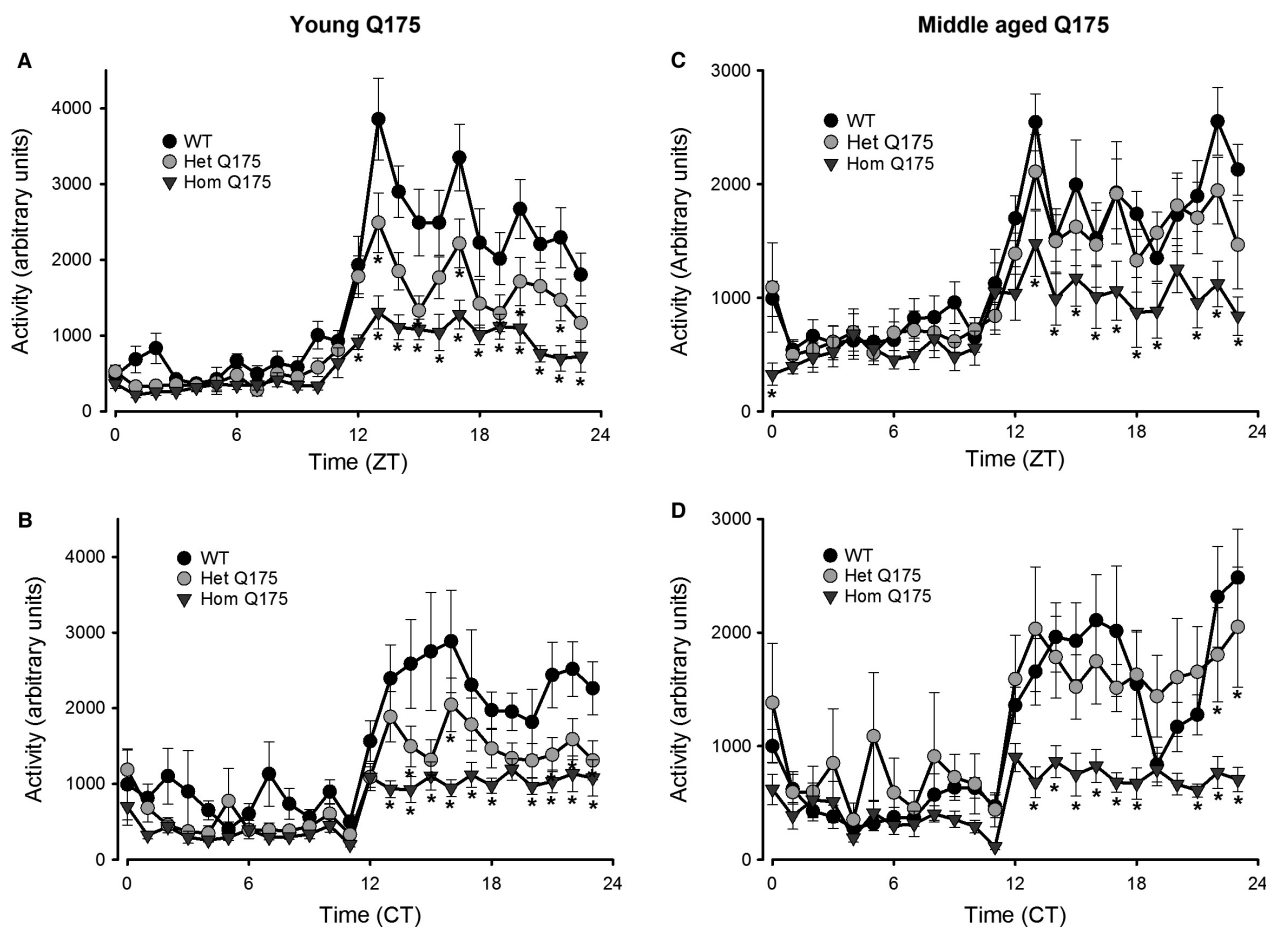 Young Q175
Middle aged Q175
A
Activity (arbitrary units)
4000
3000
2000
1000
0
WT
Het Q175
Hom Q175
* * * * * * * * * * * * * * *
0 6 12 18 24
Time (ZT)
C
Activity (Arbitrary units)
3000
2000
1000
0
WT
Het Q175
Hom Q175
* * * * * * * * * * *
0 6 12 18 24
Time (ZT)
B
Activity (arbitrary units)
4000
3000
2000
1000
0
WT
Het Q175
Hom Q175
* * * * * * * * * * * *
0 6 12 18 24
Time (CT)
D
Activity (arbitrary units)
3000
2000
1000
0
WT
Het Q175
Hom Q175
* * * * * * * * * * *
0 6 12 18 24
Time (CT)